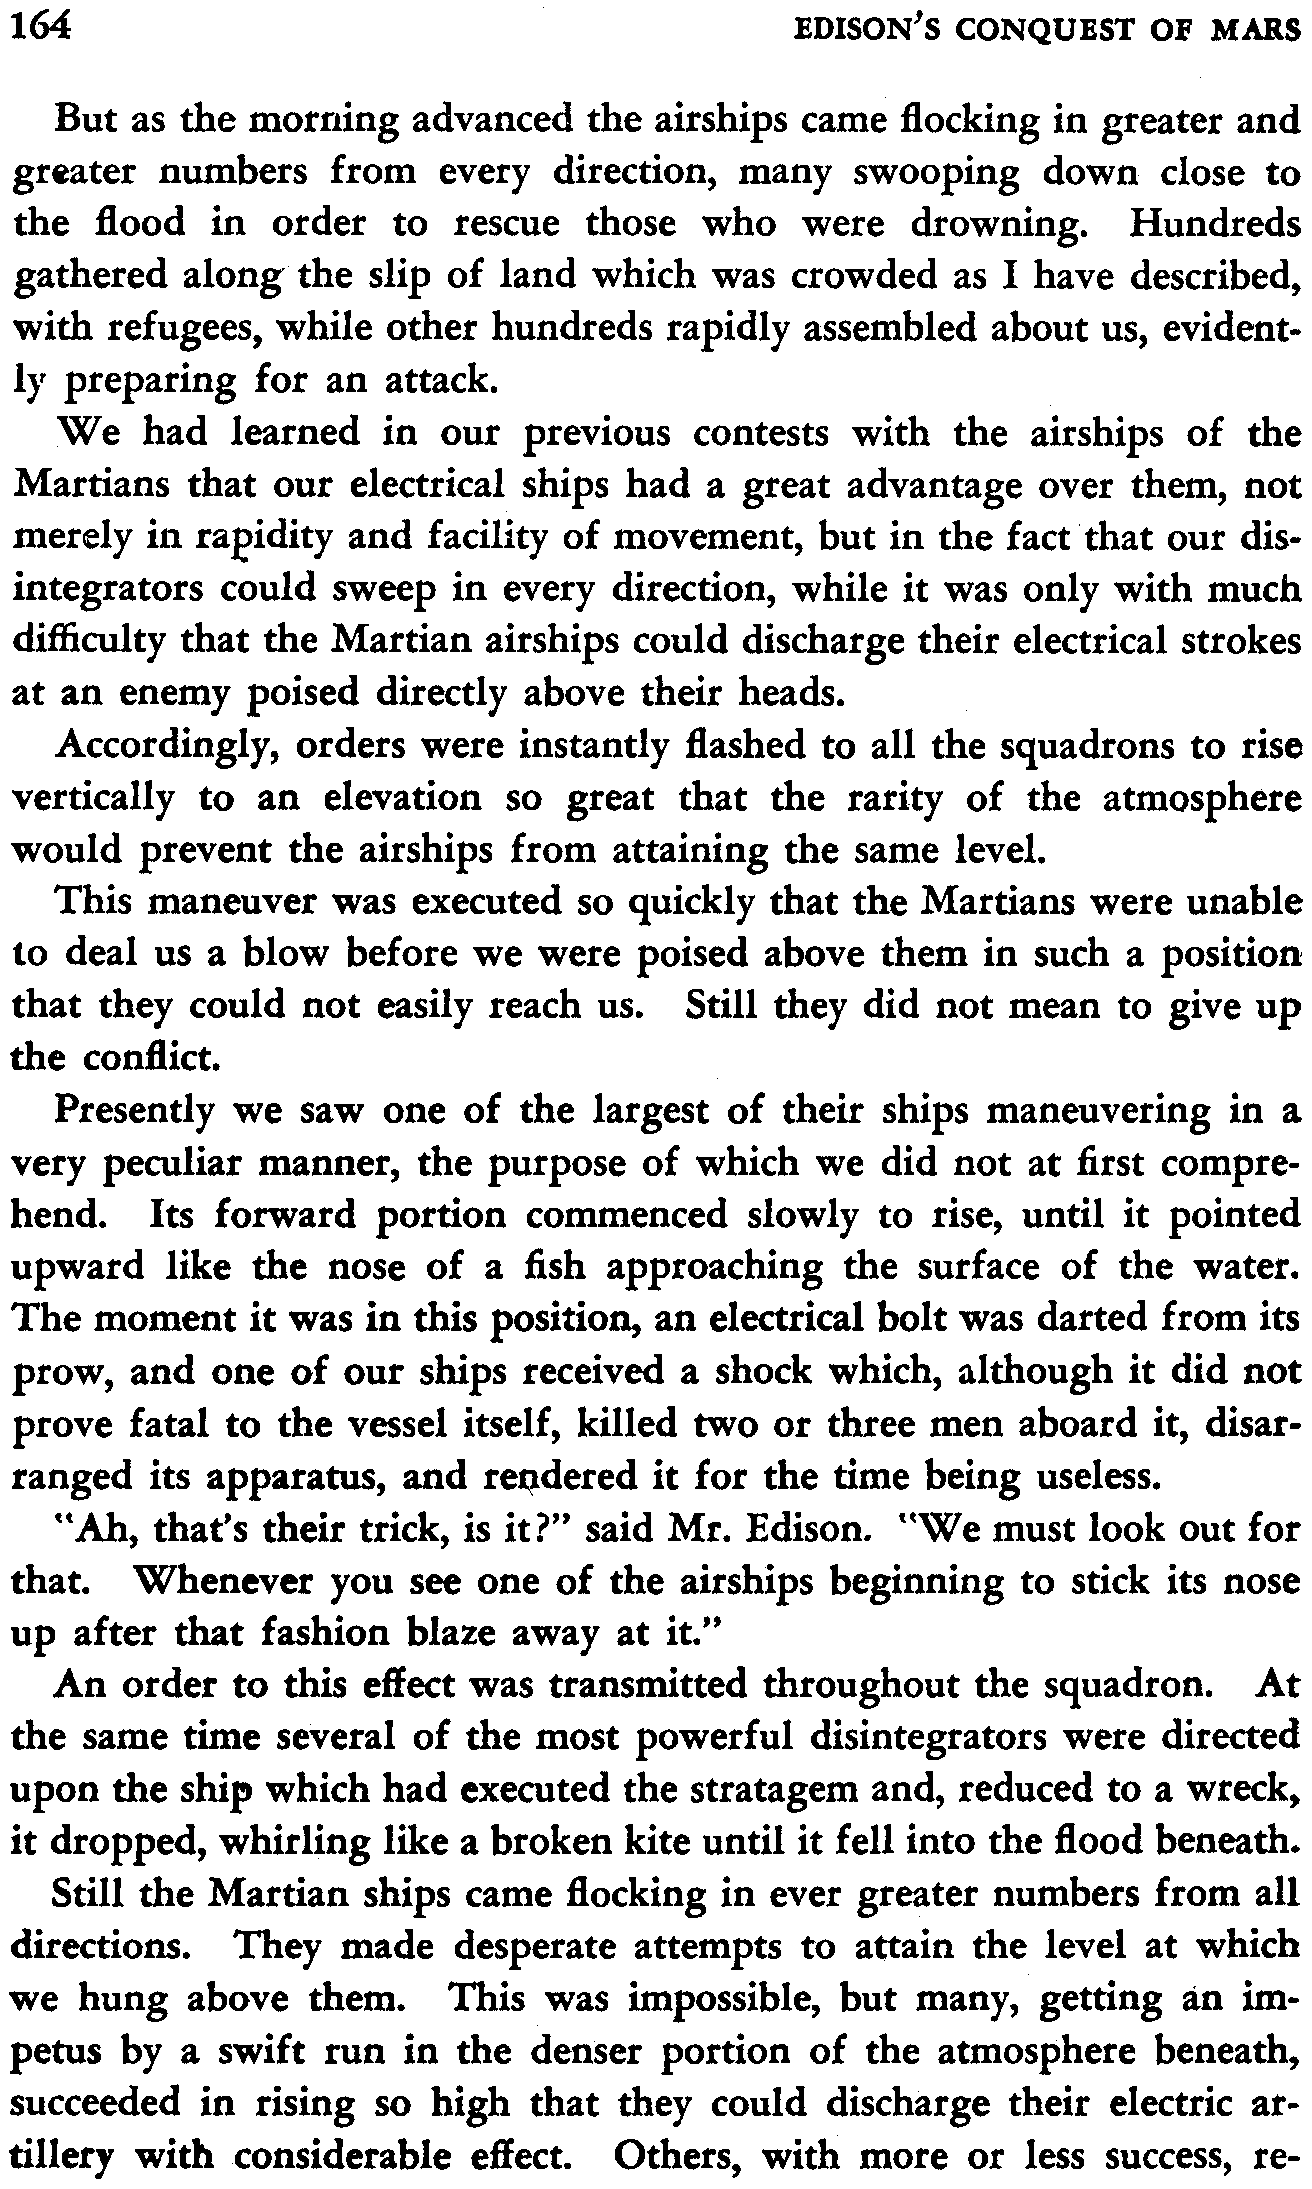 164 EDISON'S CONQUEST OF MARS
But as the morning advanced the airships came flocking in greater and
greater numbers from every direction, many swooping down close to
the flood in order to rescue those who were drowning. Hundreds
gathered along the slip of land which was crowded as I have described,
with refugees, while other hundreds rapidly assembled about us, evident-
ly preparing for an attack.
We had learned in our previous contests with the airships of the
Martians that our electrical ships had a great advantage over them, not
merely in rapidity and facility of movement, but in the fact that our dis-
integrators could sweep in every direction, while it was only with much
difficulty that the Martian airships could discharge their electrical strokes
at an enemy poised directly above their heads.
Accordingly, orders were instantly flashed to all the squadrons to rise
vertically to an elevation so great that the rarity of the atmosphere
would prevent the airships from attaining the same level.
This maneuver was executed so quickly that the Martians were unable
to deal us a blow before we were poised above them in such a position
that they could not easily reach us. Still they did not mean to give up
the conflict.
Presently we saw one of the largest of their ships maneuvering in a
very peculiar manner, the purpose of which we did not at first compre-
hend. Its forward portion commenced slowly to rise, until it pointed
upward like the nose of a fish approaching the surface of the water.
The moment it was in this position, an electrical bolt was darted from its
prow, and one of our ships received a shock which, although it did not
prove fatal to the vessel itself, killed two or three men aboard it, disar-
ranged its apparatus, and rendered it for the time being useless.
"Ah, that's their trick, is it?" said Mr. Edison. "We must look out for
that. Whenever you see one of the airships beginning to stick its nose
up after that fashion blaze away at it."
An order to this effect was transmitted throughout the squadron. At
the same time several of the most powerful disintegrators were directed
upon the ship which had executed the stratagem and, reduced to a wreck,
it dropped, whirling like a broken kite until it fell into the flood beneath.
Still the Martian ships came flocking in ever greater numbers from all
directions. They made desperate attempts to attain the level at which
we hung above them. This was impossible, but many, getting an im-
petus by a swift run in the denser portion of the atmosphere beneath,
succeeded in rising so high that they could discharge their electric ar-
tillery with considerable effect. Others, with more or less success, re-